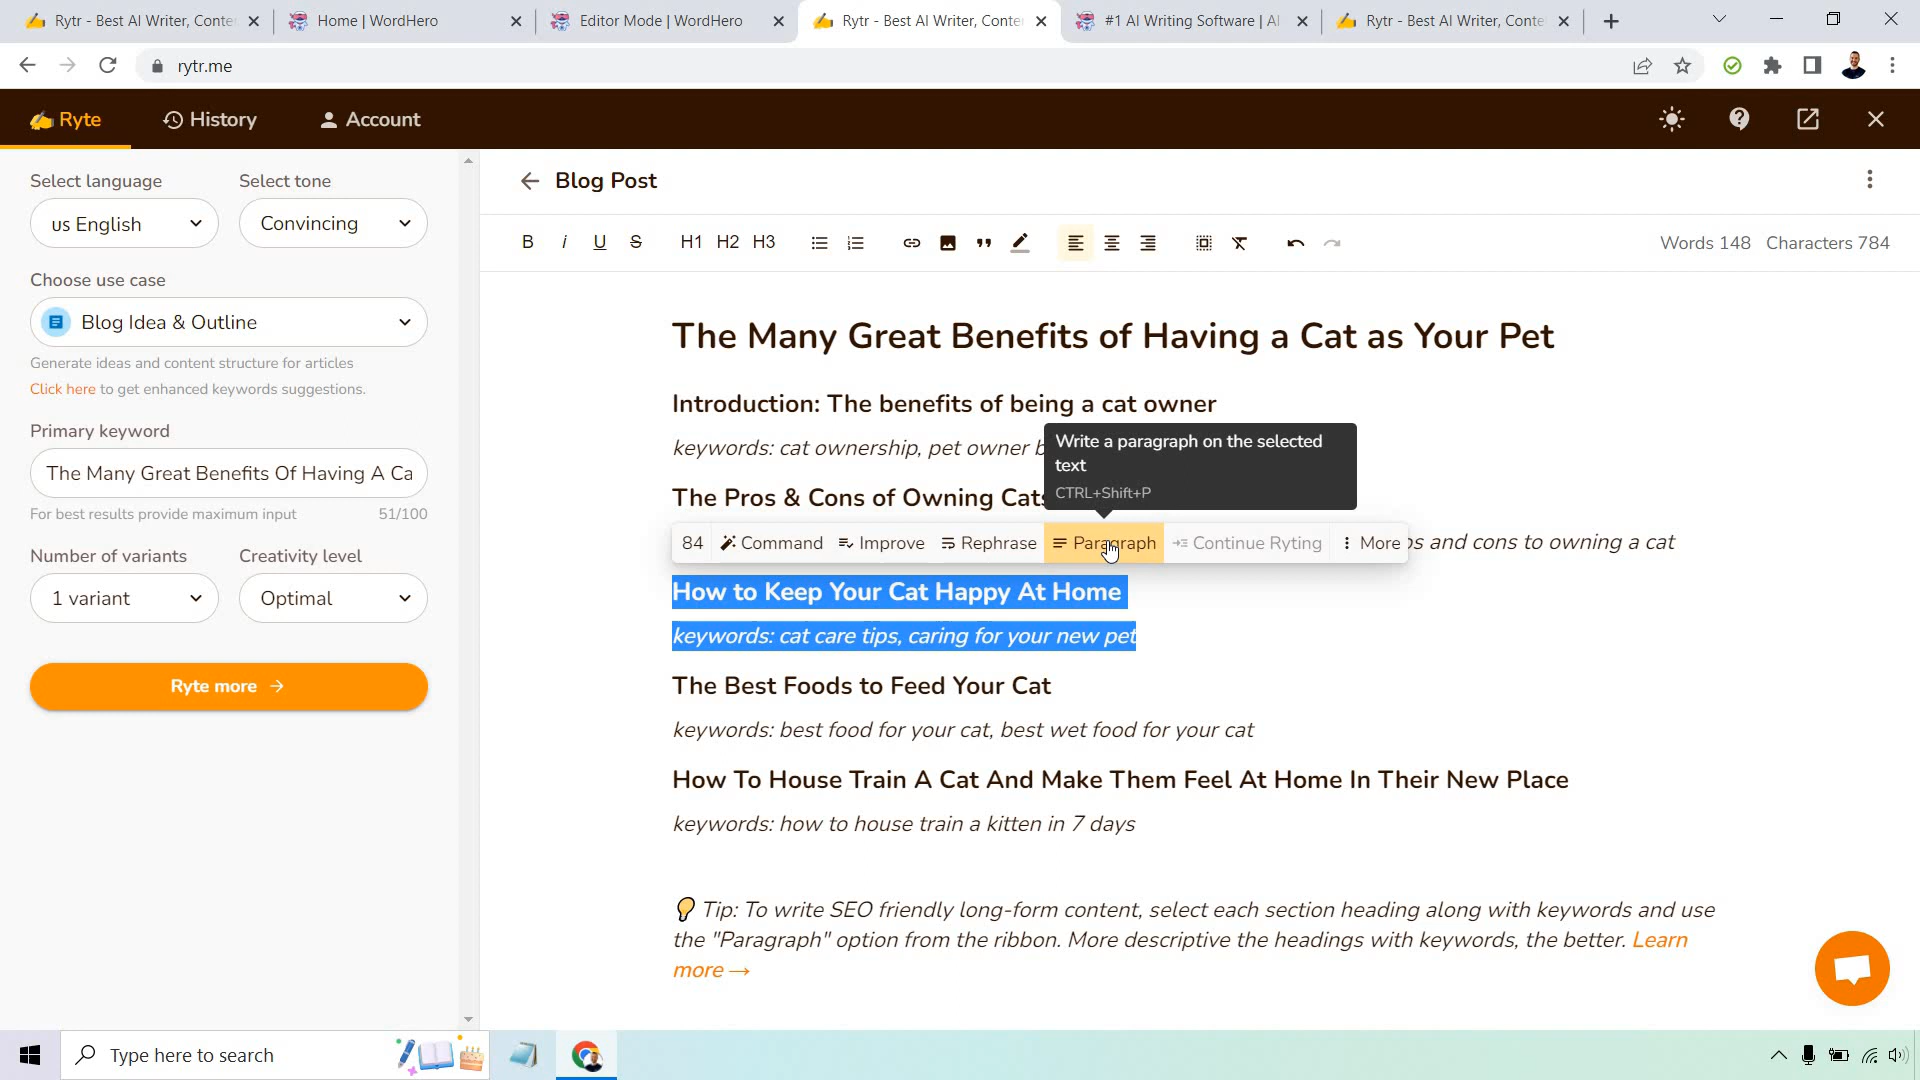 Rytr - Best AI Writer, Conte
Home | WordHero
Editor Mode | WordHero
Rytr - Best AI Writer, Conte
#1 AI Writing Software | AI
Rytr - Best AI Writer, Conte
rytr.me
Ryte
History
Account
Select language
Select tone
us English
Convincing
Choose use case
Blog Idea & Outline
Generate ideas and content structure for articles
Click here to get enhanced keywords suggestions.
Primary keyword
The Many Great Benefits Of Having A Ca
For best results provide maximum input
51/100
Number of variants
Creativity level
1 variant
Optimal
Ryte more →
Blog Post
B i U S H1 H2 H3
Words 148 Characters 784
The Many Great Benefits of Having a Cat as Your Pet
Introduction: The benefits of being a cat owner
keywords: cat ownership, pet owner b
Write a paragraph on the selected
text
CTRL+Shift+P
The Pros & Cons of Owning Cats
84 Command Improve Rephrase Paragraph Continue Ryting More
and cons to owning a cat
How to Keep Your Cat Happy At Home
keywords: cat care tips, caring for your new pet
The Best Foods to Feed Your Cat
keywords: best food for your cat, best wet food for your cat
How To House Train A Cat And Make Them Feel At Home In Their New Place
keywords: how to house train a kitten in 7 days
Tip: To write SEO friendly long-form content, select each section heading along with keywords and use
the "Paragraph" option from the ribbon. More descriptive the headings with keywords, the better. Learn
more →
Type here to search